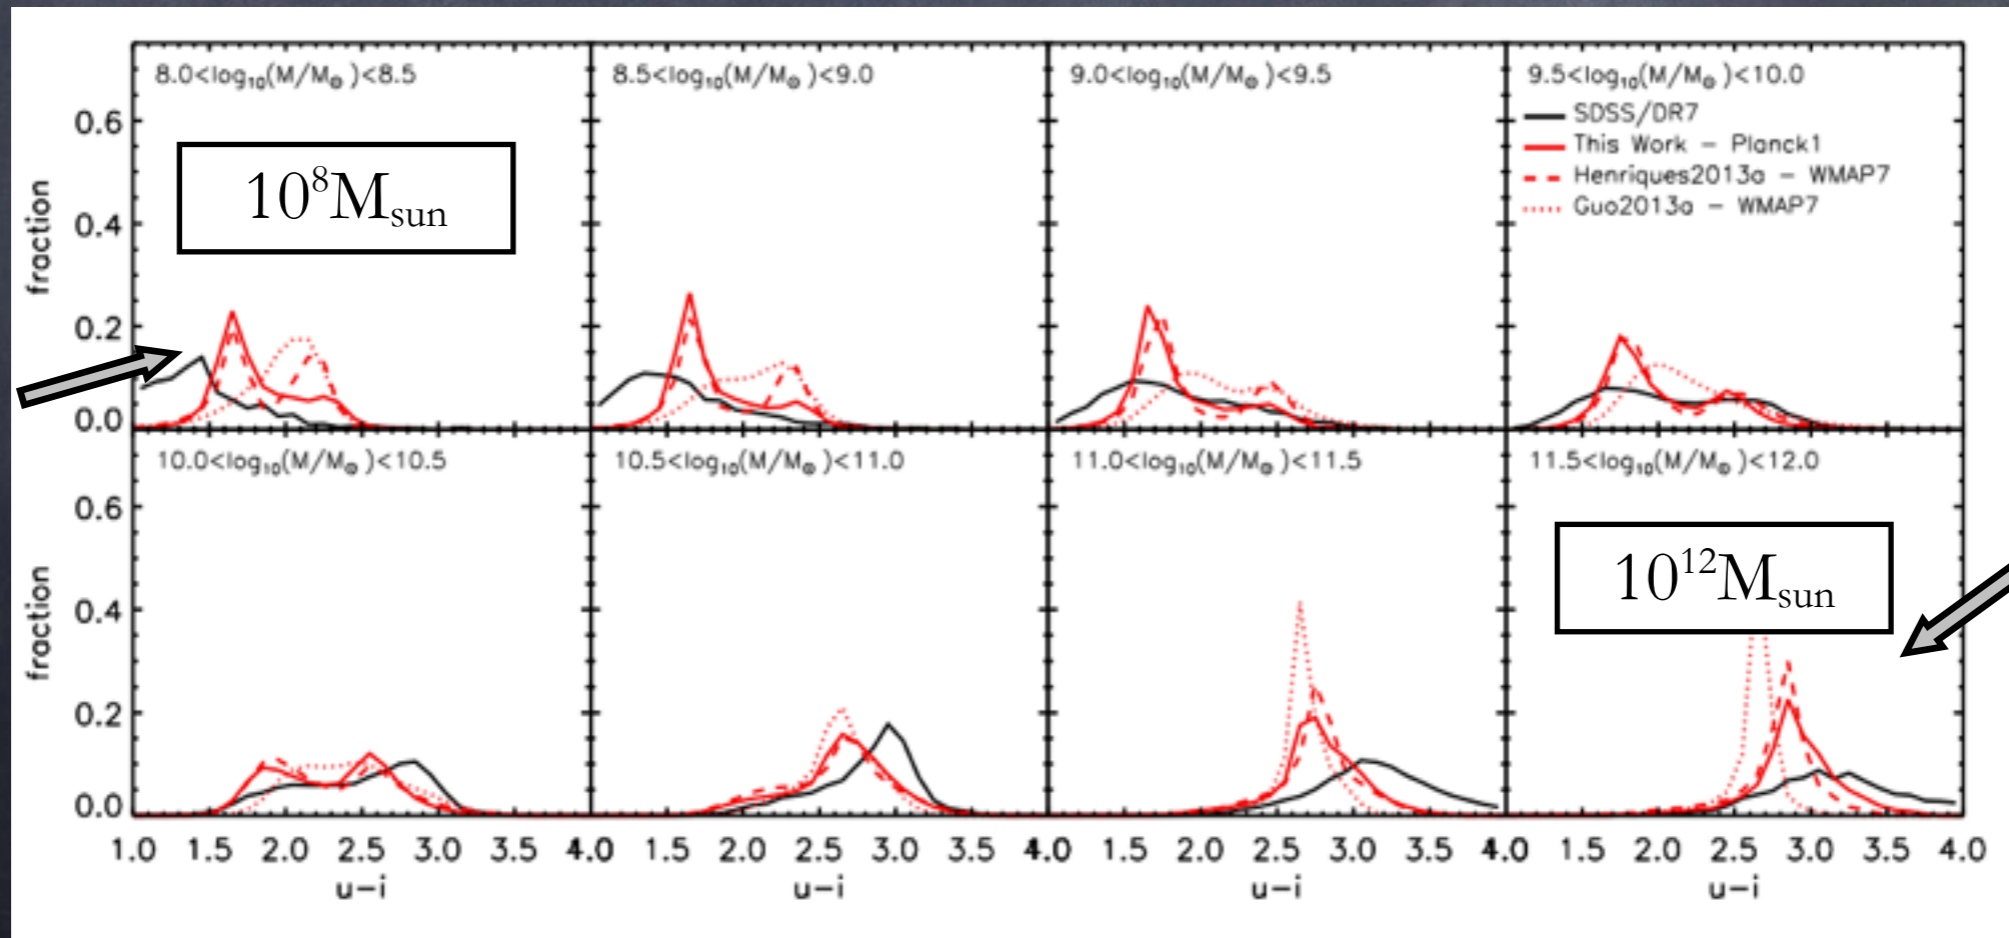 8.0<log₁₀(M/M⊙)<8.5
8.5<log₁₀(M/M⊙)<9.0
9.0<log₁₀(M/M⊙)<9.5
9.5<log₁₀(M/M⊙)<10.0
SDSS/DR7
This Work – Planck1
Henriques2013a – WMAP7
Guo2013a – WMAP7
10⁸M_sun
fraction
0.6
0.4
0.2
0.0
10.0<log₁₀(M/M⊙)<10.5
10.5<log₁₀(M/M⊙)<11.0
11.0<log₁₀(M/M⊙)<11.5
11.5<log₁₀(M/M⊙)<12.0
10¹²M_sun
fraction
0.6
0.4
0.2
0.0
1.0 1.5 2.0 2.5 3.0 3.5 4.0 1.5 2.0 2.5 3.0 3.5 4.0 1.5 2.0 2.5 3.0 3.5 4.0 1.5 2.0 2.5 3.0 3.5 4.0
u–i u–i u–i u–i